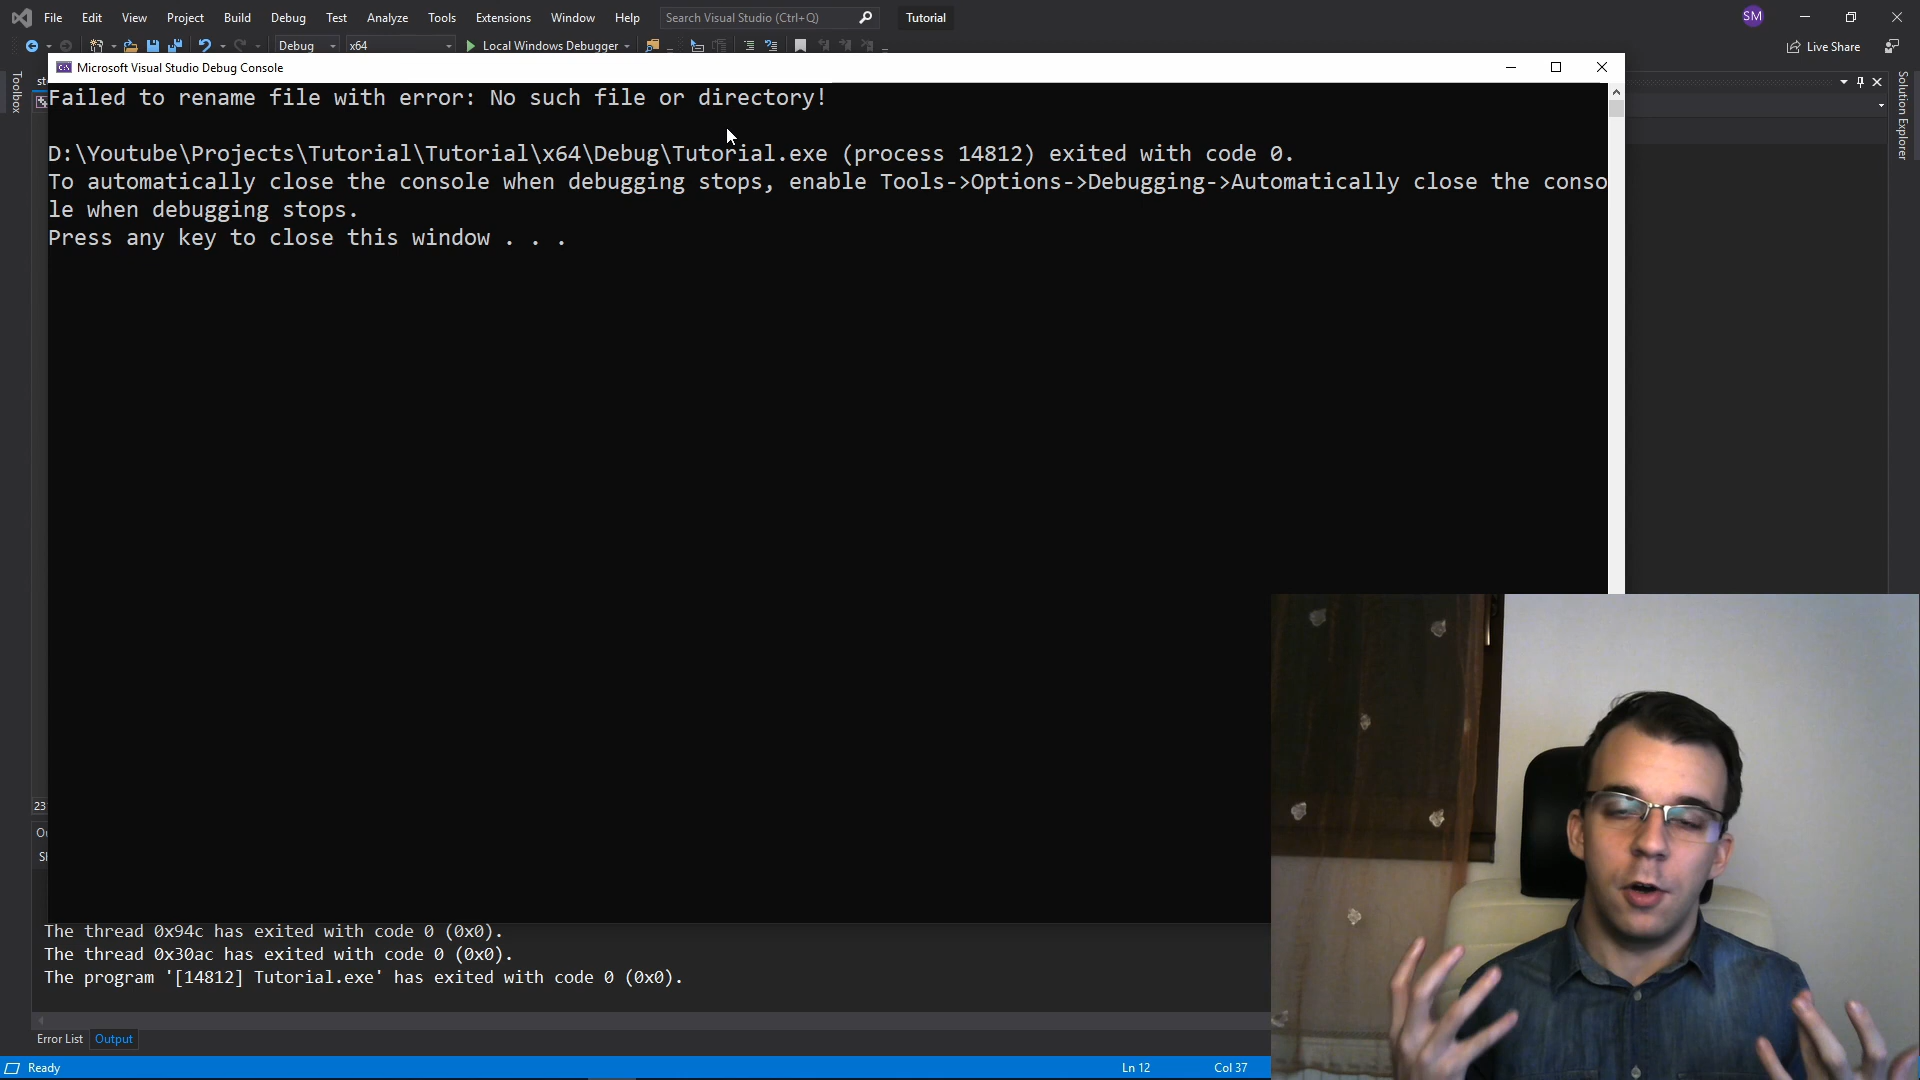 File Edit View Project Build Debug Test Analyze Tools Extensions Window Help Search Visual Studio (Ctrl+Q) Tutorial SM
Debug x64 Local Windows Debugger Live Share
Microsoft Visual Studio Debug Console
Toolbox
Solution Explorer
Failed to rename file with error: No such file or directory!
D:\Youtube\Projects\Tutorial\Tutorial\x64\Debug\Tutorial.exe (process 14812) exited with code 0.
To automatically close the console when debugging stops, enable Tools->Options->Debugging->Automatically close the conso
le when debugging stops.
Press any key to close this window . . .
23
The thread 0x94c has exited with code 0 (0x0).
The thread 0x30ac has exited with code 0 (0x0).
The program '[14812] Tutorial.exe' has exited with code 0 (0x0).
Error List Output
Ready Ln 12 Col 37